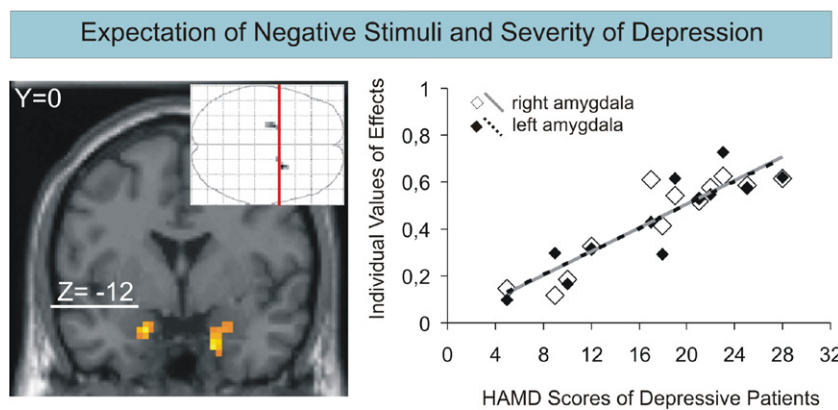 Expectation of Negative Stimuli and Severity of Depression
Y=0
Z= -12
Individual Values of Effects
1
0,8
0,6
0,4
0,2
0
right amygdala
left amygdala
0 4 8 12 16 20 24 28 32
HAMD Scores of Depressive Patients